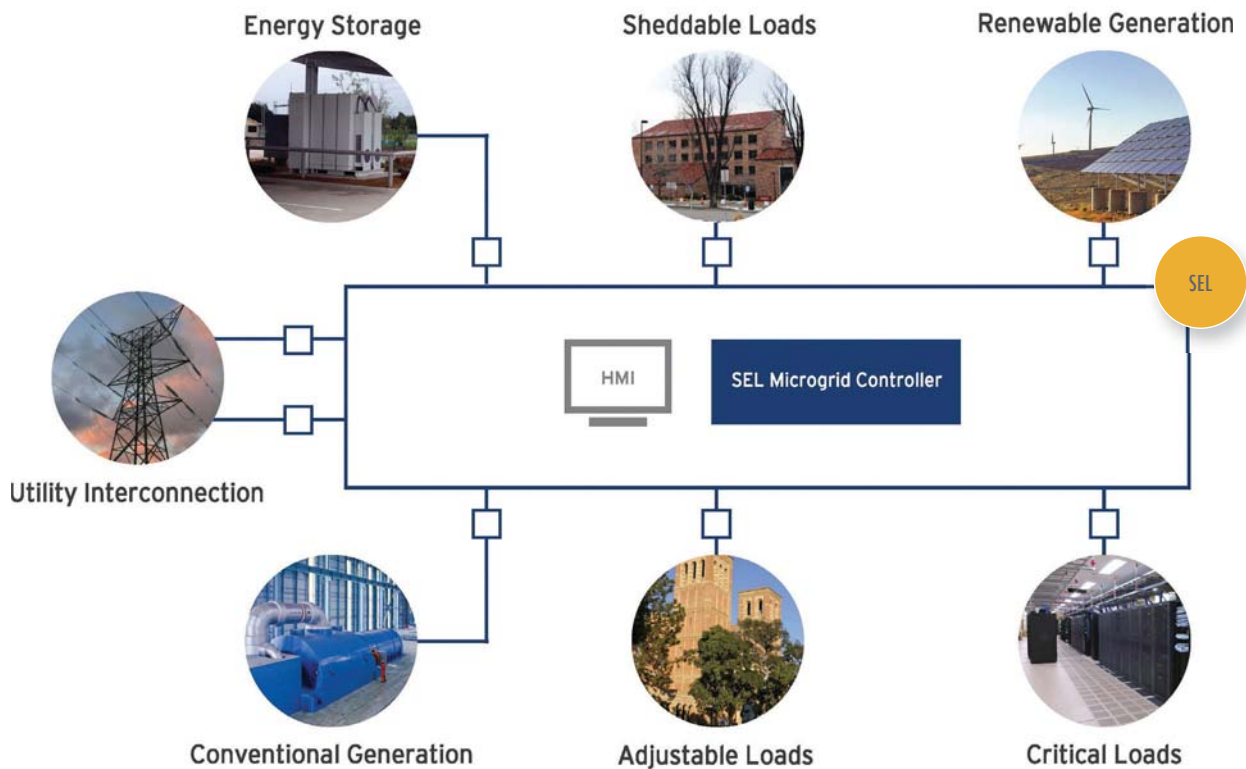 Energy Storage
Sheddable Loads
Renewable Generation
SEL
HMI
SEL Microgrid Controller
Utility Interconnection
Conventional Generation
Adjustable Loads
Critical Loads